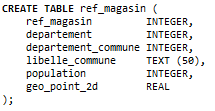 CREATE TABLE ref_magasin (
ref_magasin INTEGER,
departement INTEGER,
departement_commune INTEGER,
libelle_commune TEXT (50),
population INTEGER,
geo_point_2d REAL
);